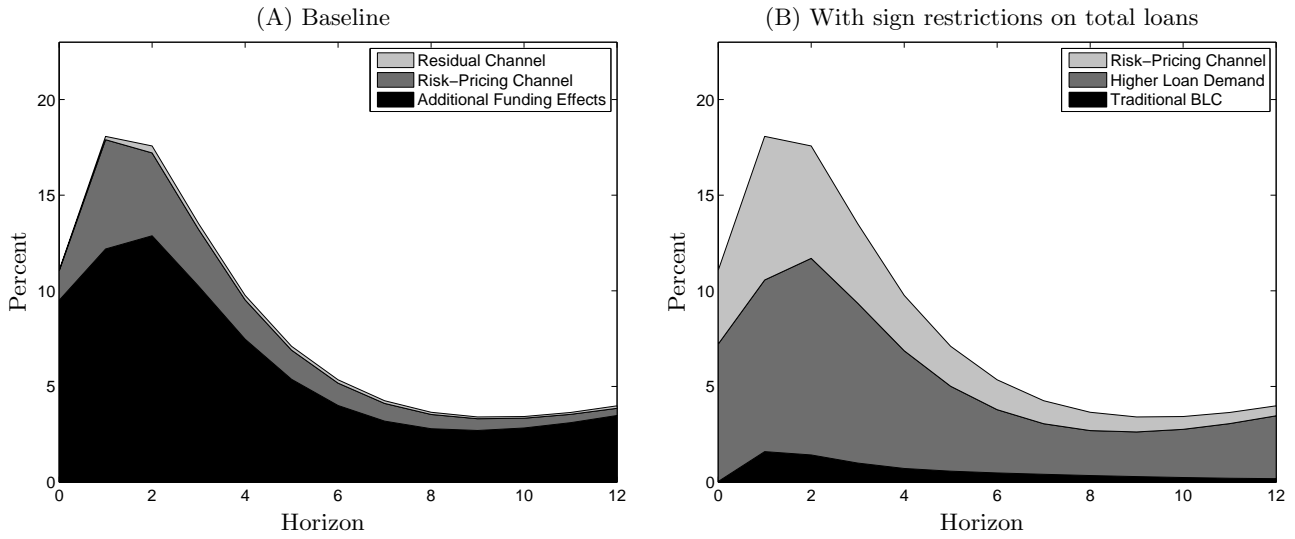 (A) Baseline
Percent
20
15
10
5
0
Residual Channel
Risk−Pricing Channel
Additional Funding Effects
0 2 4 6 8 10 12
Horizon
(B) With sign restrictions on total loans
Percent
20
15
10
5
0
Risk−Pricing Channel
Higher Loan Demand
Traditional BLC
0 2 4 6 8 10 12
Horizon